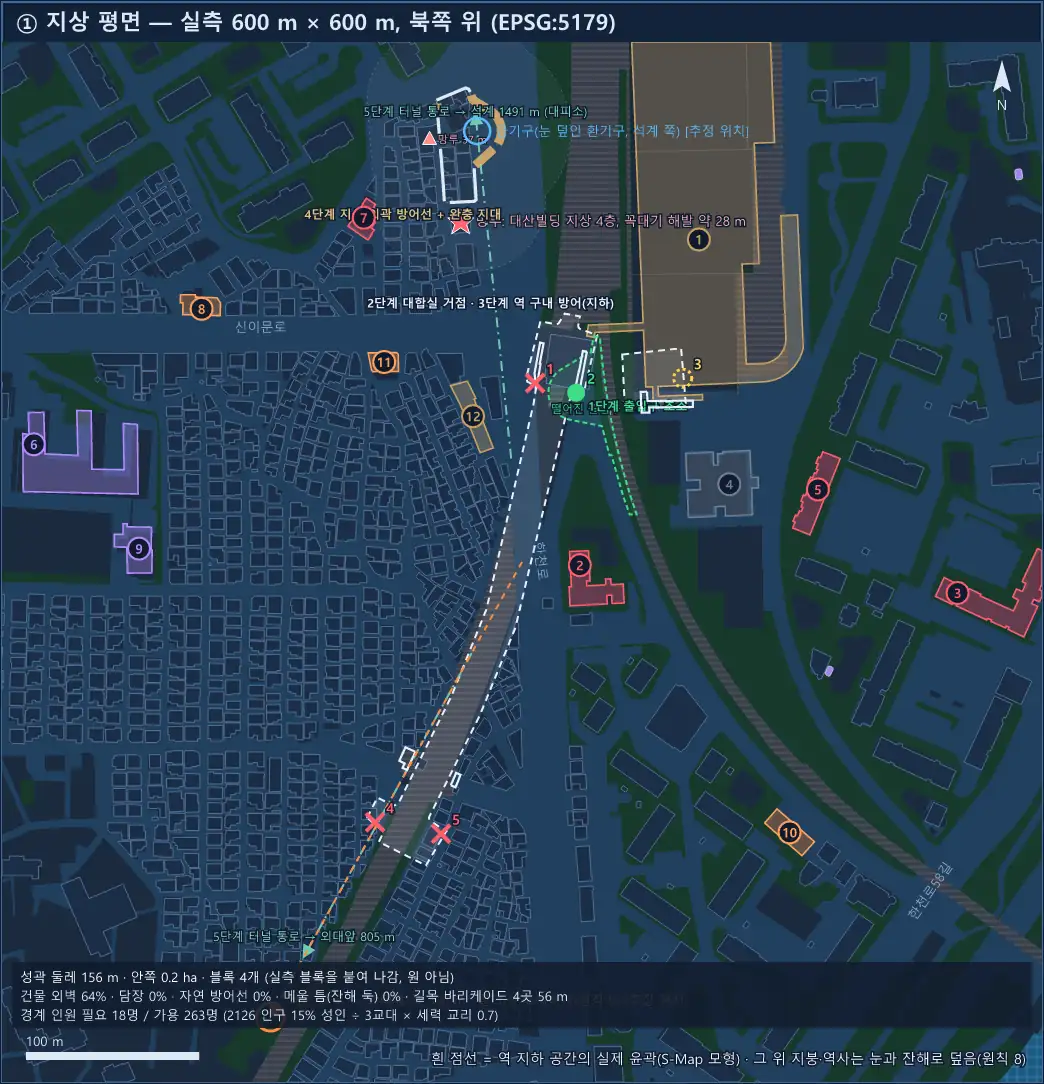 ① 지상 평면 — 실측 600 m × 600 m, 북쪽 위 (EPSG:5179)
N
5단계 터널 통로 → 석계 1491 m (대피소)
기구(눈 덮인 환기구, 석계 쪽) [추정 위치]
망루
7
4단계 지 곽 방어선 + 완충 지대
대산빌딩 지상 4층, 꼭대기 해발 약 28 m
1
2단계 대합실 거점 · 3단계 역 구내 방어(지하)
8
신이문로
11
1
2
3
떨어진
1단계 출입
12
6
4
5
9
한천로
2
3
4
5
10
한천로58길
5단계 터널 통로 → 외대앞 805 m
성곽 둘레 156 m · 안쪽 0.2 ha · 블록 4개 (실측 블록을 붙여 나감, 원 아님)
건물 외벽 64% · 담장 0% · 자연 방어선 0% · 메울 틈(잔해 둑) 0% · 길목 바리케이드 4곳 56 m
경계 인원 필요 18명 / 가용 263명 (2126 인구 15% 성인 ÷ 3교대 × 세력 교리 0.7)
100 m
흰 점선 = 역 지하 공간의 실제 윤곽(S-Map 모형) · 그 위 지붕·역사는 눈과 잔해로 덮음(원칙 8)